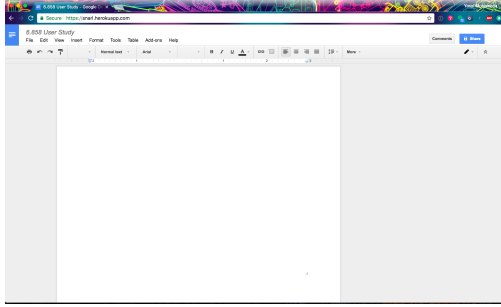 6.858 User Study - Google D
Secure https://snarl.herokuapp.com
6.858 User Study
File Edit View Insert Format Tools Table Add-ons Help
Comments Share
Normal text Arial B I U A More